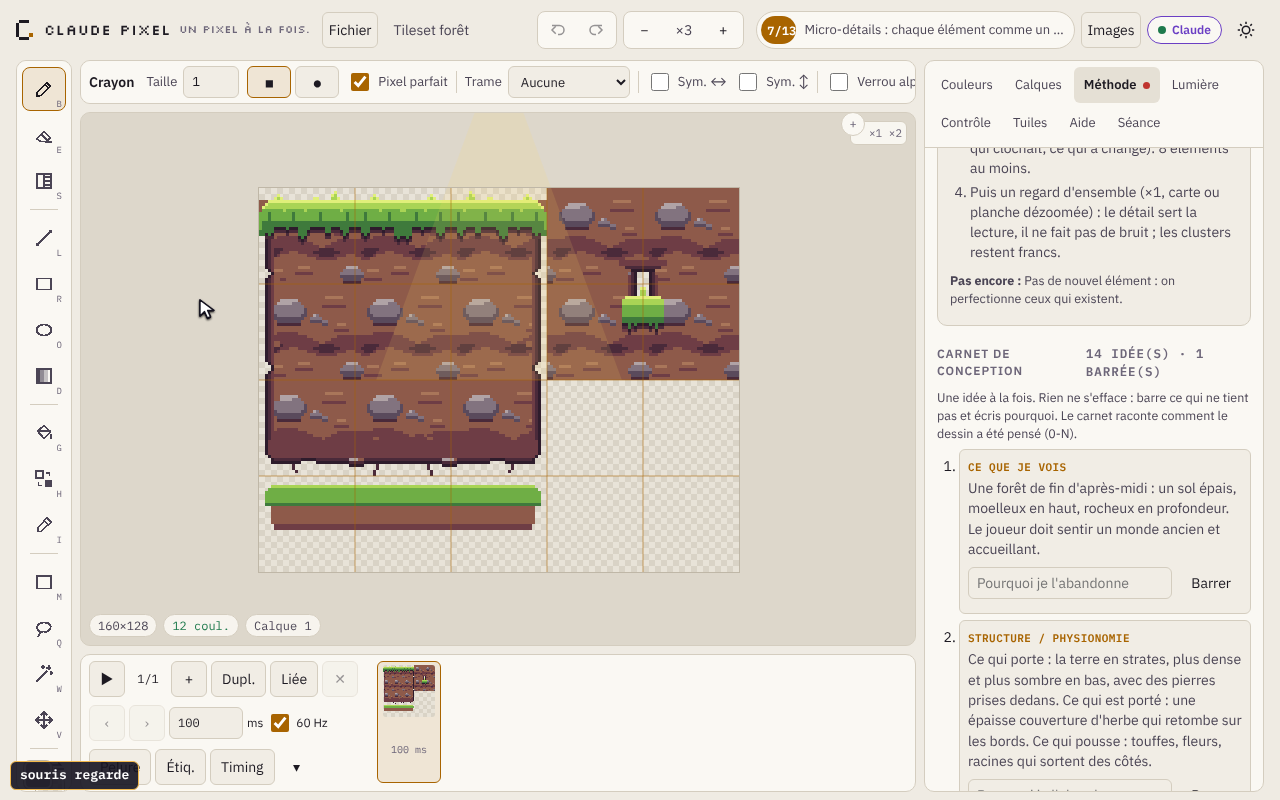 CLAUDE PIXEL UN PIXEL À LA FOIS.
Fichier
Tileset forêt
− ×3 +
7/13 Micro-détails : chaque élément comme un ...
Images
Claude
B
E
S
L
R
O
D
G
H
I
M
Q
W
V
Crayon Taille 1
Pixel parfait
Trame Aucune
Sym. ↔ Sym. ↕
Verrou alp
+
×1 ×2
160×128 12 coul. Calque 1
1/1 + Dupl. Liée ×
‹ › 100 ms 60 Hz
Étiq. Timing ▼
100 ms
souris regarde
Couleurs Calques Méthode Lumière
Contrôle Tuiles Aide Séance
qui clochait, ce qui a changé). 8 éléments
au moins.
4. Puis un regard d'ensemble (×1, carte ou
planche dézoomée) : le détail sert la
lecture, il ne fait pas de bruit ; les clusters
restent francs.
Pas encore : Pas de nouvel élément : on
perfectionne ceux qui existent.
CARNET DE CONCEPTION
14 IDÉE(S) · 1 BARRÉE(S)
Une idée à la fois. Rien ne s'efface : barre ce qui ne tient
pas et écris pourquoi. Le carnet raconte comment le
dessin a été pensé (0-N).
1. CE QUE JE VOIS
Une forêt de fin d'après-midi : un sol épais,
moelleux en haut, rocheux en profondeur.
Le joueur doit sentir un monde ancien et
accueillant.
Pourquoi je l'abandonne Barrer
2. STRUCTURE / PHYSIONOMIE
Ce qui porte : la terre en strates, plus dense
et plus sombre en bas, avec des pierres
prises dedans. Ce qui est porté : une
épaisse couverture d'herbe qui retombe sur
les bords. Ce qui pousse : touffes, fleurs,
racines qui sortent des côtés.